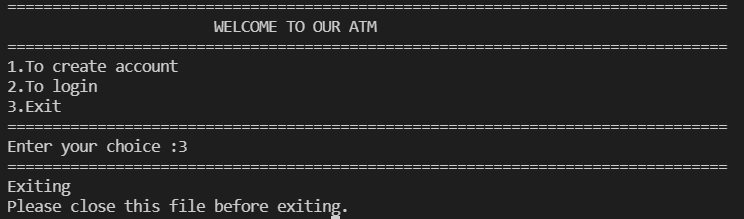 ================================================================================
WELCOME TO OUR ATM
================================================================================
1.To create account
2.To login
3.Exit
================================================================================
Enter your choice :3
================================================================================
Exiting
Please close this file before exiting.